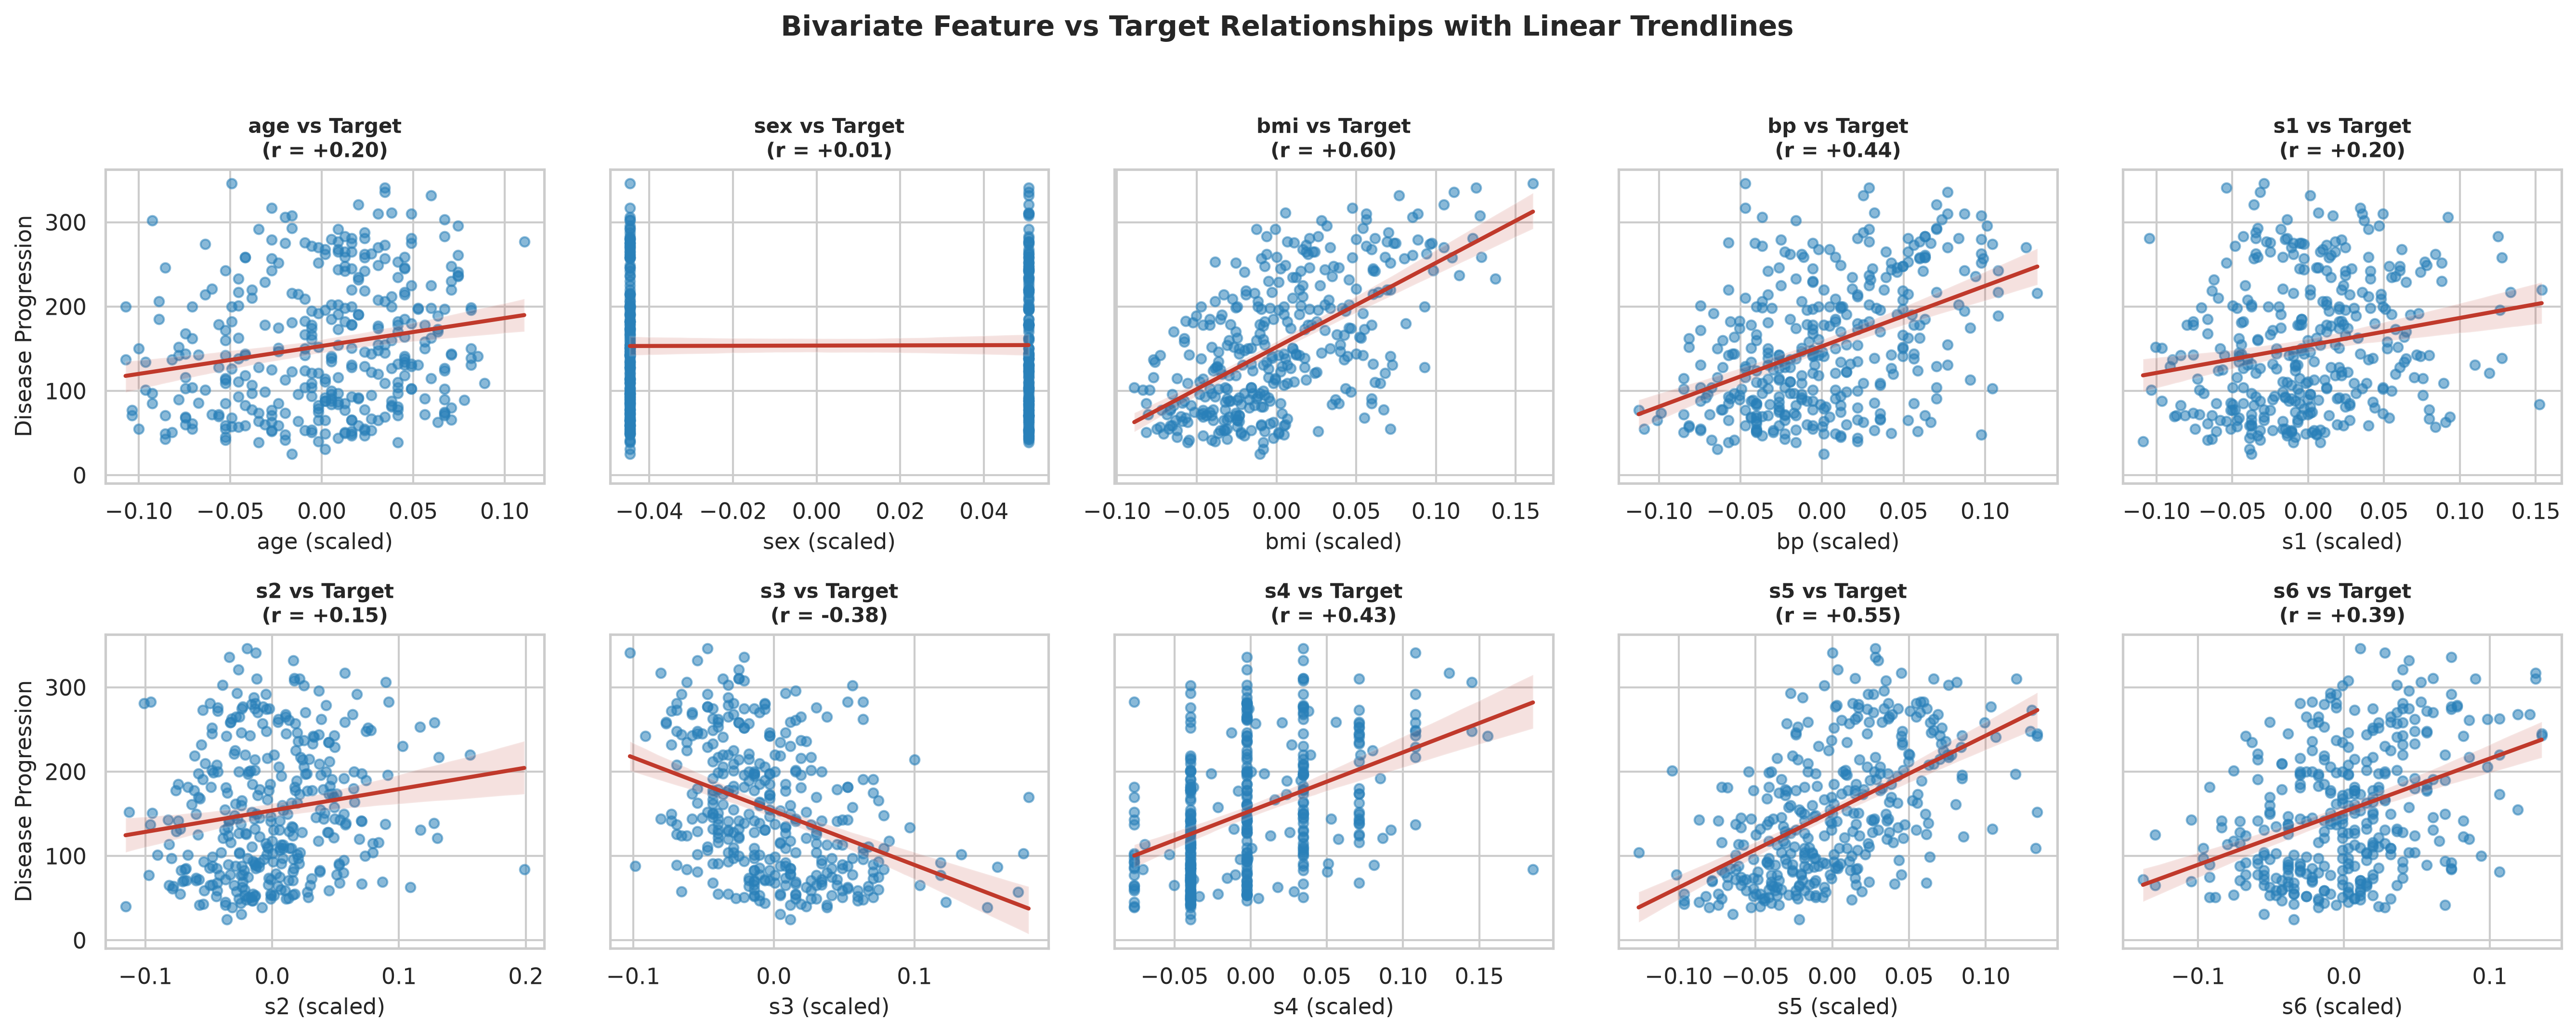 Bivariate Feature vs Target Relationships with Linear Trendlines
age vs Target
(r = +0.20)
sex vs Target
(r = +0.01)
bmi vs Target
(r = +0.60)
bp vs Target
(r = +0.44)
s1 vs Target
(r = +0.20)
Disease Progression
300
200
100
0
−0.10 −0.05 0.00 0.05 0.10
−0.04 −0.02 0.00 0.02 0.04
−0.10 −0.05 0.00 0.05 0.10 0.15
−0.10 −0.05 0.00 0.05 0.10
−0.10 −0.05 0.00 0.05 0.10 0.15
age (scaled)
sex (scaled)
bmi (scaled)
bp (scaled)
s1 (scaled)
s2 vs Target
(r = +0.15)
s3 vs Target
(r = -0.38)
s4 vs Target
(r = +0.43)
s5 vs Target
(r = +0.55)
s6 vs Target
(r = +0.39)
Disease Progression
300
200
100
0
−0.1 0.0 0.1 0.2
−0.1 0.0 0.1
−0.05 0.00 0.05 0.10 0.15
−0.10 −0.05 0.00 0.05 0.10
−0.1 0.0 0.1
s2 (scaled)
s3 (scaled)
s4 (scaled)
s5 (scaled)
s6 (scaled)